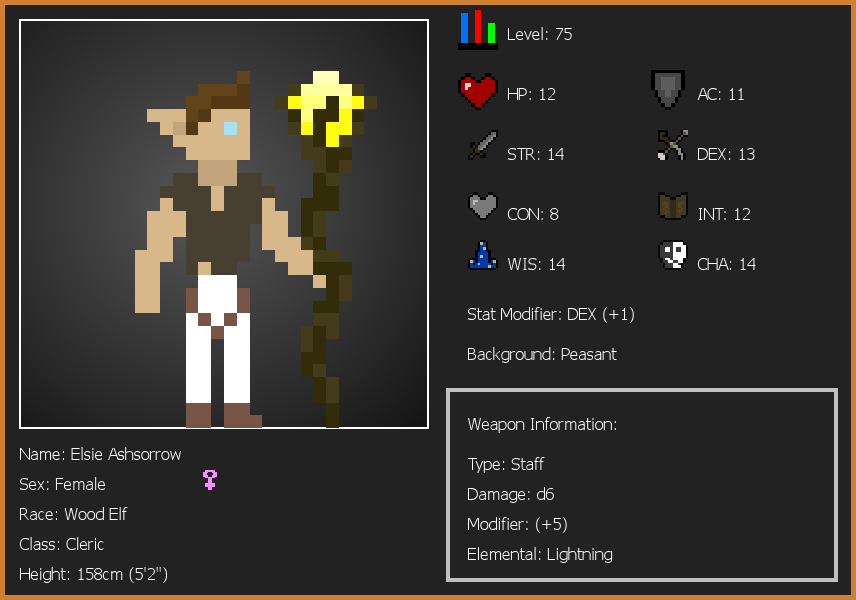 Level: 75
HP: 12
AC: 11
STR: 14
DEX: 13
CON: 8
INT: 12
WIS: 14
CHA: 14
Stat Modifier: DEX (+1)
Background: Peasant
Weapon Information:
Type: Staff
Damage: d6
Modifier: (+5)
Elemental: Lightning
Name: Elsie Ashsorrow
Sex: Female
Race: Wood Elf
Class: Cleric
Height: 158cm (5'2")